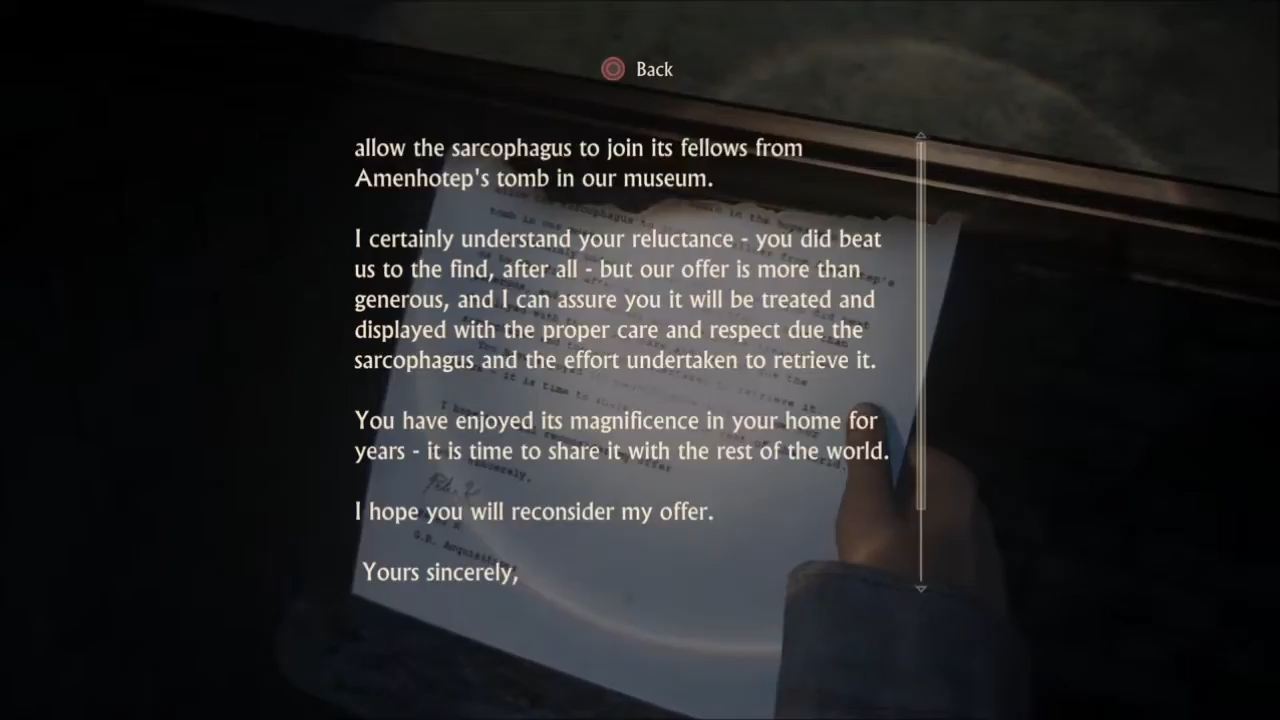 Back
allow the sarcophagus to join its fellows from
Amenhotep's tomb in our museum.
I certainly understand your reluctance - you did beat
us to the find, after all - but our offer is more than
generous, and I can assure you it will be treated and
displayed with the proper care and respect due the
sarcophagus and the effort undertaken to retrieve it.
You have enjoyed its magnificence in your home for
years - it is time to share it with the rest of the world.
I hope you will reconsider my offer.
Yours sincerely,